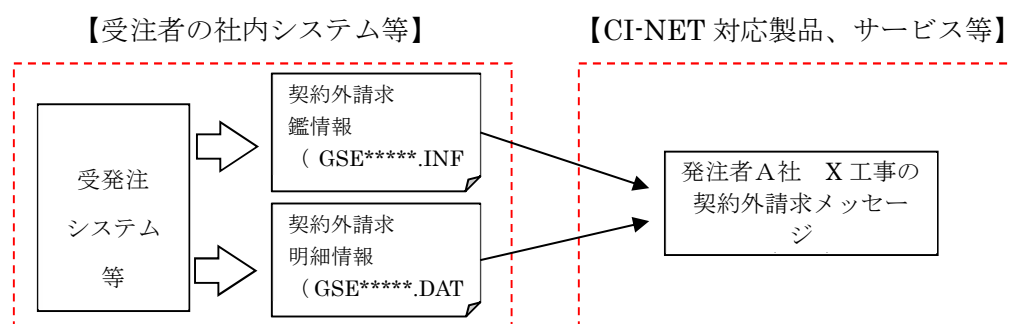 【受注者の社内システム等】
【CI-NET 対応製品、サービス等】
受発注
システム
等
契約外請求
鑑情報
（ GSE*****.INF
契約外請求
明細情報
（GSE*****.DAT
発注者A社　X 工事の
契約外請求メッセー
ジ